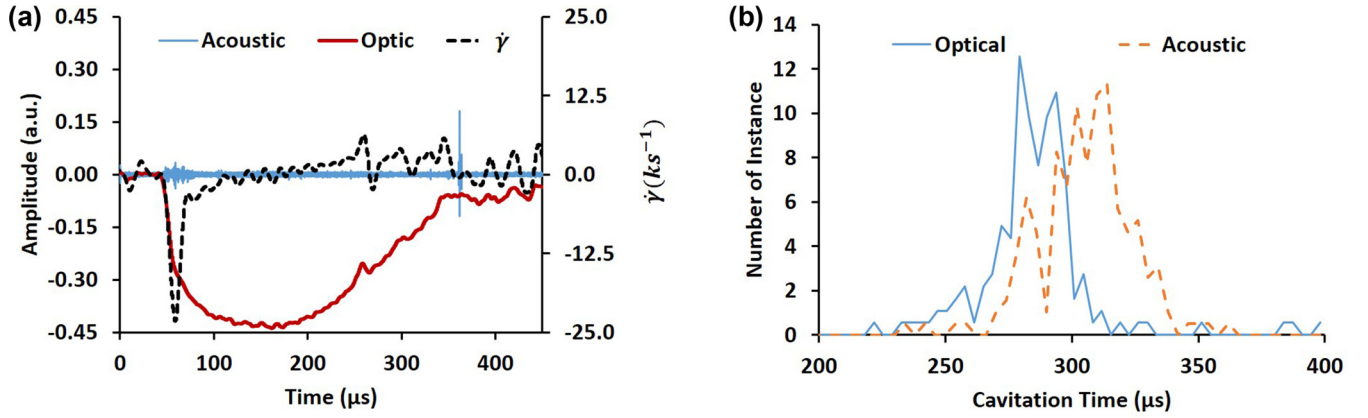 (a)
0.45
0.30
0.15
0.00
-0.15
-0.30
-0.45
Amplitude (a.u.)
Acoustic Optic γ̇
25.0
12.5
0.0
-12.5
-25.0
γ̇(ks⁻¹)
0 100 200 300 400
Time (µs)
(b)
14
12
10
8
6
4
2
0
Number of Instance
Optical Acoustic
200 250 300 350 400
Cavitation Time (µs)